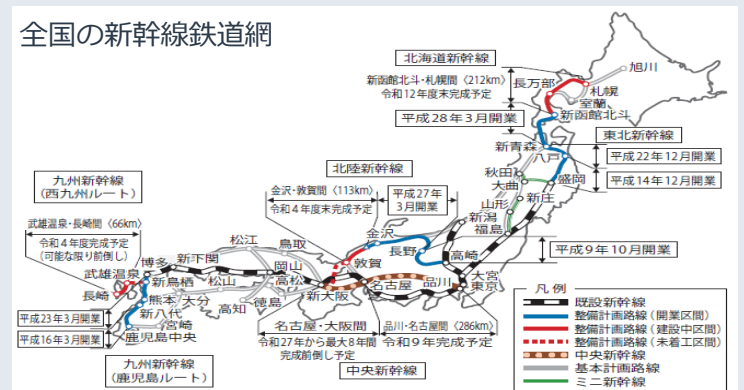 全国の新幹線鉄道網
北海道新幹線
新函館北斗・札幌間〈212km〉
令和12年度末完成予定
平成28年3月開業
旭川
長万部
札幌
室蘭
新函館北斗
東北新幹線
新青森
八戸
平成22年12月開業
秋田
大曲
盛岡
平成14年12月開業
新庄
山形
新潟
福島
北陸新幹線
金沢・敦賀間〈113km〉
令和4年度末完成予定
平成27年
3月開業
金沢
長野
高崎
平成9年10月開業
敦賀
大宮
東京
品川
名古屋
新大阪
九州新幹線
(西九州ルート)
武雄温泉・長崎間〈66km〉
令和4年度完成予定
(可能な限り前倒し)
松江
鳥取
岡山
新下関
博多
武雄温泉
新鳥栖
松山
高松
長崎
熊本
大分
高知
徳島
新八代
宮崎
鹿児島中央
平成23年3月開業
平成16年3月開業
九州新幹線
(鹿児島ルート)
名古屋・大阪間
令和27年から最大8年間
完成前倒し予定
品川・名古屋間〈286km〉
令和9年完成予定
中央新幹線
凡例
既設新幹線
整備計画路線(開業区間)
整備計画路線(建設中区間)
整備計画路線(未着工区間)
中央新幹線
基本計画路線
ミニ新幹線